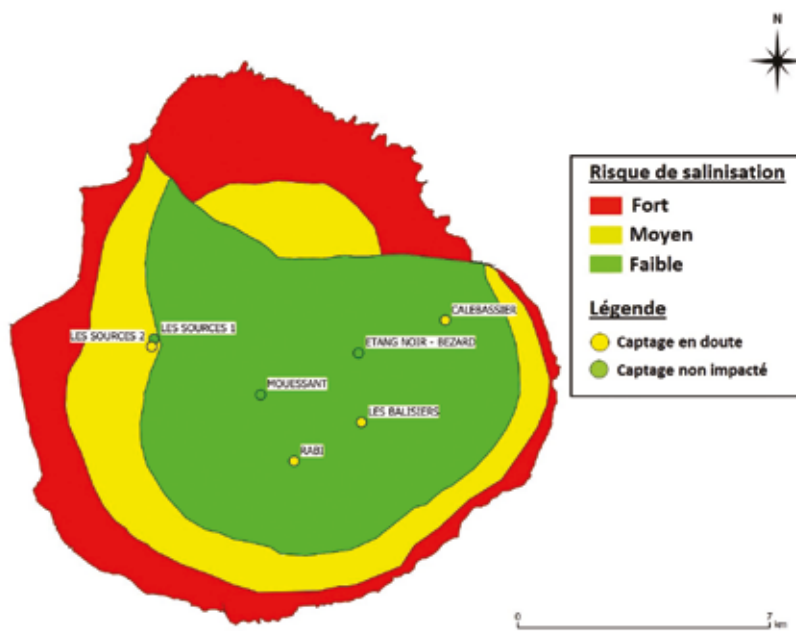 N
Risque de salinisation
Fort
Moyen
Faible
Légende
Captage en doute
Captage non impacté
CALEBASSIER
LES SOURCES 1
LES SOURCES 2
ETANG NOIR - BEZARD
MOUESSANT
LES BALISIERS
RABI
0
7
km